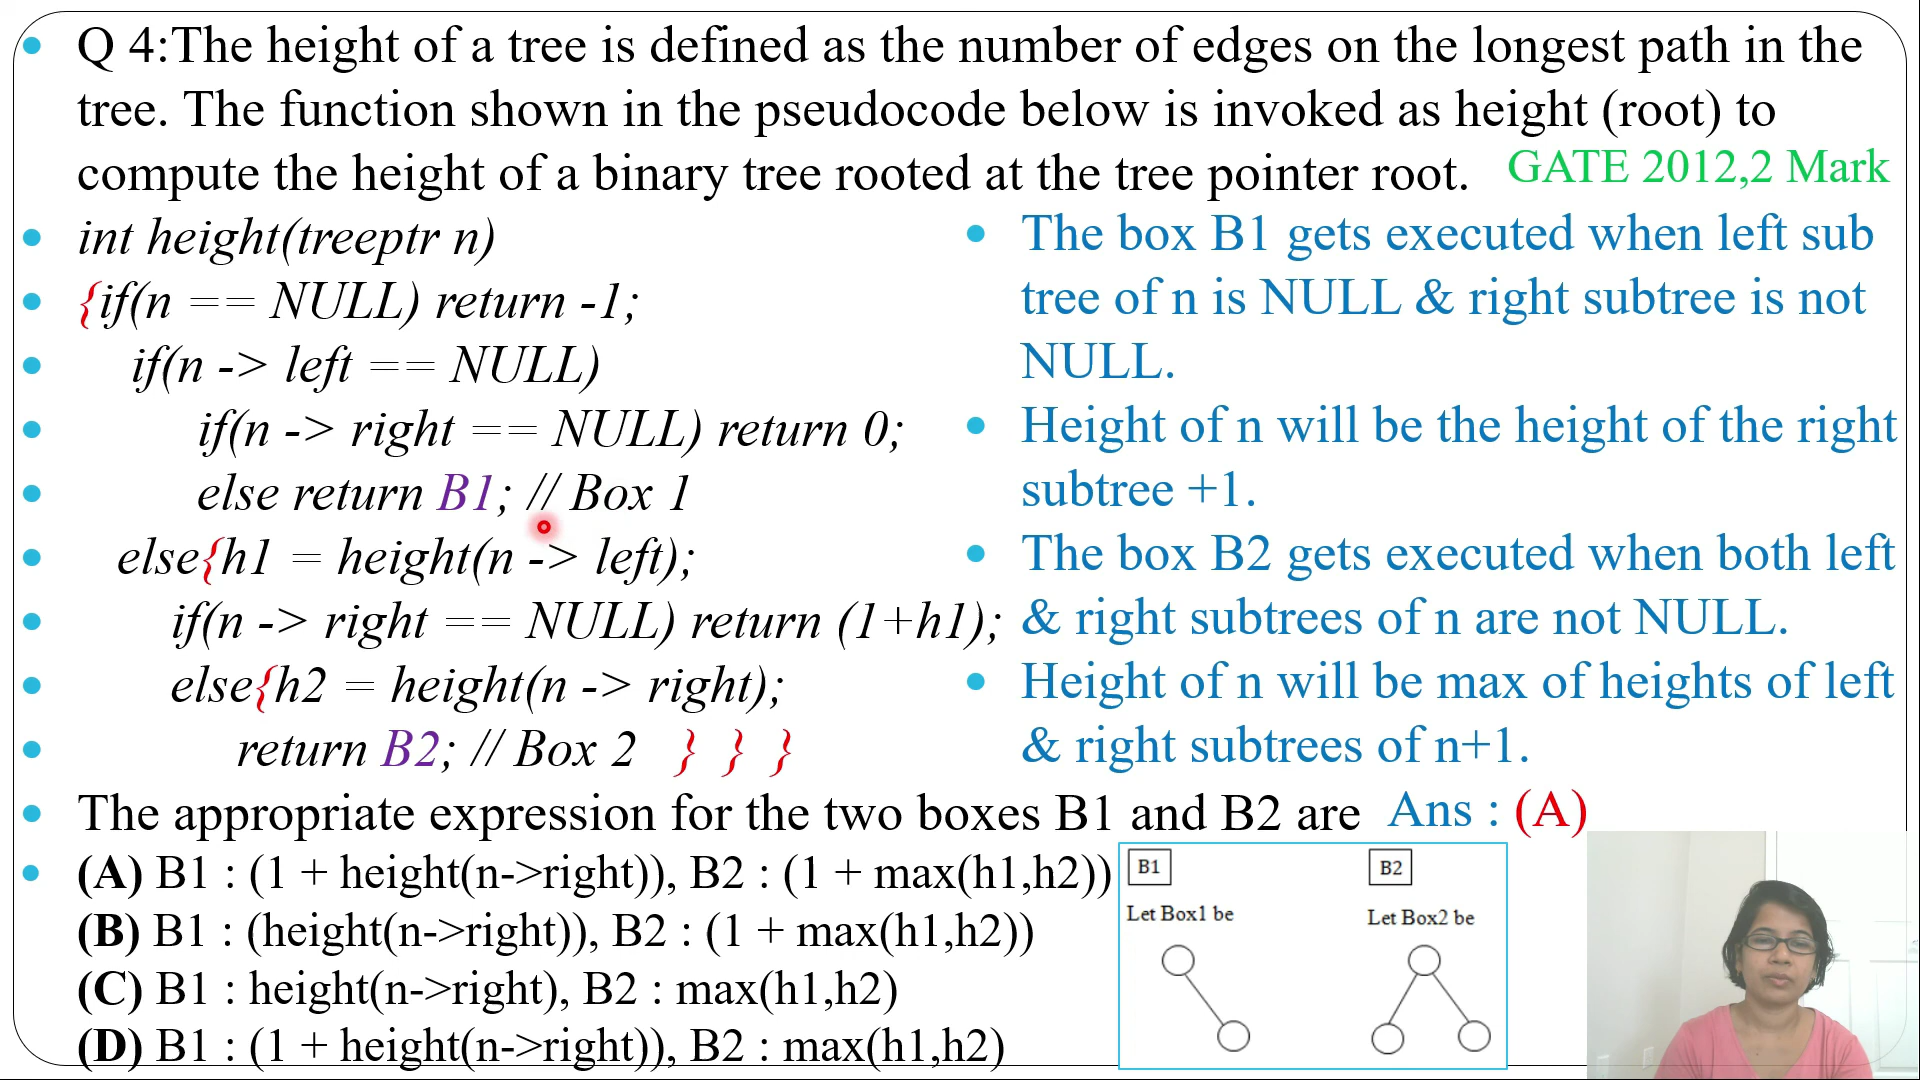 Q 4:The height of a tree is defined as the number of edges on the longest path in the
tree. The function shown in the pseudocode below is invoked as height (root) to
compute the height of a binary tree rooted at the tree pointer root.
GATE 2012,2 Mark
int height(treeptr n)
{if(n == NULL) return -1;
if(n -> left == NULL)
if(n -> right == NULL) return 0;
else return B1; // Box 1
else{h1 = height(n -> left);
if(n -> right == NULL) return (1+h1);
else{h2 = height(n -> right);
return B2; // Box 2 } } }
The box B1 gets executed when left sub
tree of n is NULL & right subtree is not
NULL.
Height of n will be the height of the right
subtree +1.
The box B2 gets executed when both left
& right subtrees of n are not NULL.
Height of n will be max of heights of left
& right subtrees of n+1.
The appropriate expression for the two boxes B1 and B2 are
Ans : (A)
(A) B1 : (1 + height(n->right)), B2 : (1 + max(h1,h2))
(B) B1 : (height(n->right)), B2 : (1 + max(h1,h2))
(C) B1 : height(n->right), B2 : max(h1,h2)
(D) B1 : (1 + height(n->right)), B2 : max(h1,h2)
B1
Let Box1 be
B2
Let Box2 be